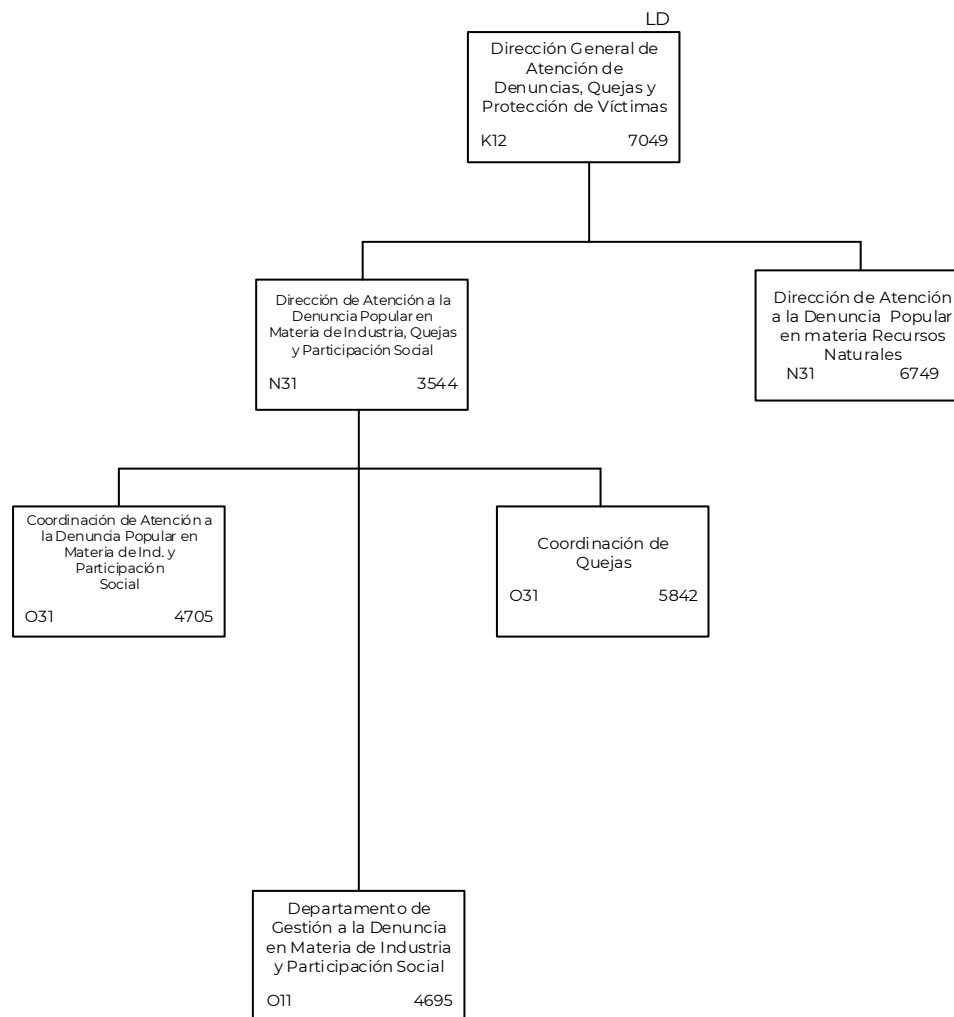 LD
Dirección General de
Atención de
Denuncias, Quejas y
Protección de Víctimas
K12 7049
Dirección de Atención a la
Denuncia Popular en
Materia de Industria, Quejas
y Participación Social
N31 3544
Dirección de Atención
a la Denuncia Popular
en materia Recursos
Naturales
N31 6749
Coordinación de Atención a
la Denuncia Popular en
Materia de Ind. y
Participación
Social
O31 4705
Coordinación de
Quejas
O31 5842
Departamento de
Gestión a la Denuncia
en Materia de Industria
y Participación Social
O11 4695